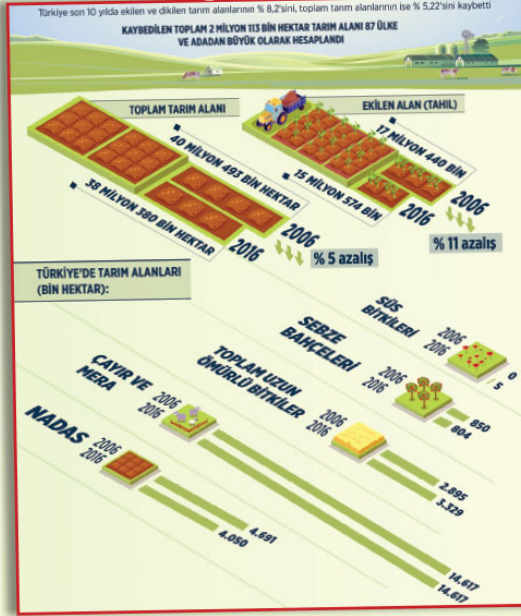 Türkiye son 10 yılda ekilen ve dikilen tarım alanlarının % 8,2'sini, toplam tarım alanlarının ise % 5,22'sini kaybetti
KAYBEDİLEN TOPLAM 2 MİLYON 113 BİN HEKTAR TARIM ALANI 87 ÜLKE
VE ADADAN BÜYÜK OLARAK HESAPLANDI
TOPLAM TARIM ALANI
40 MİLYON 493 BİN HEKTAR
2006
38 MİLYON 380 BİN HEKTAR
2016
% 5 azalış
EKİLEN ALAN (TAHIL)
17 MİLYON 440 BİN
2006
15 MİLYON 574 BİN
2016
% 11 azalış
TÜRKİYE'DE TARIM ALANLARI
(BİN HEKTAR):
SÜS
BİTKİLERİ
2006
2016
0
5
SEBZE
BAHÇELERİ
2006
2016
850
804
TOPLAM UZUN
ÖMÜRLÜ BİTKİLER
2006
2016
2.895
3.329
ÇAYIR VE
MERA
2006
2016
14.617
14.617
NADAS
2006
2016
4.691
4.050